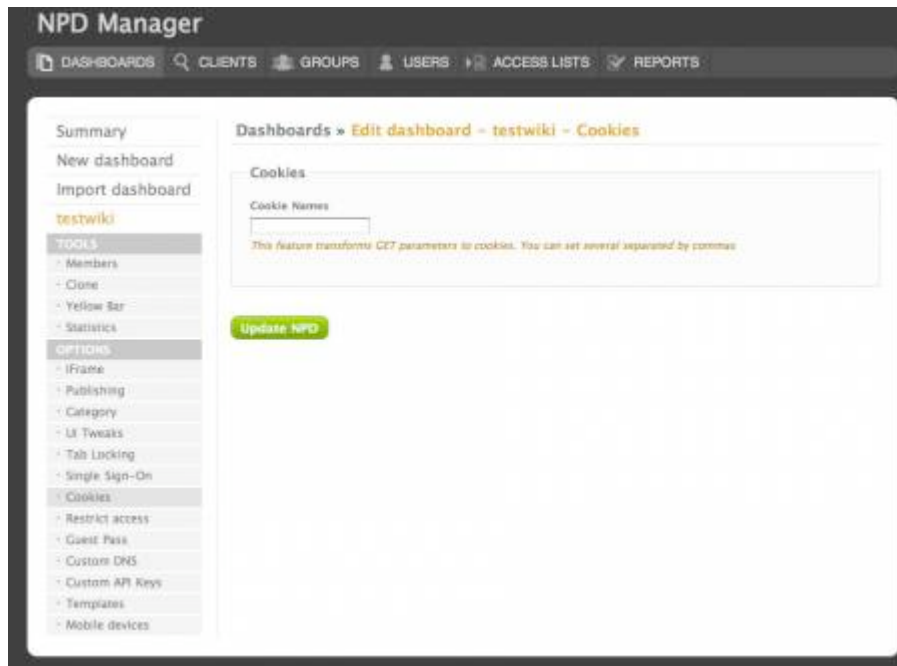 NPD Manager
DASHBOARDS CLIENTS GROUPS USERS ACCESS LISTS REPORTS
Summary
New dashboard
Import dashboard
testwiki
TOOLS
Members
Clone
Yellow Bar
Statistics
OPTIONS
iFrame
Publishing
Category
UI Tweaks
Tab Locking
Single Sign-On
Cookies
Restrict access
Guest Pass
Custom DNS
Custom API Keys
Templates
Mobile devices
Dashboards » Edit dashboard - testwiki - Cookies
Cookies
Cookie Names
This feature transforms GET parameters to cookies. You can set several separated by commas
Update NPD